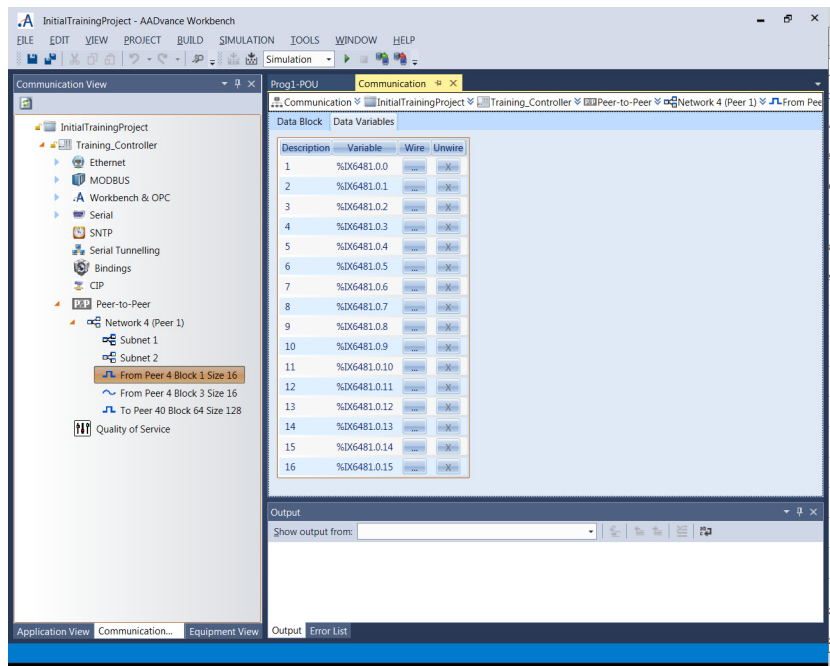 InitialTrainingProject - AADvance Workbench
FILE EDIT VIEW PROJECT BUILD SIMULATION TOOLS WINDOW HELP
Simulation
Communication View
InitialTrainingProject
Training_Controller
Ethernet
MODBUS
Workbench & OPC
Serial
SNTP
Serial Tunnelling
Bindings
CIP
P2P Peer-to-Peer
Network 4 (Peer 1)
Subnet 1
Subnet 2
From Peer 4 Block 1 Size 16
From Peer 4 Block 3 Size 16
To Peer 40 Block 64 Size 128
Quality of Service
Application View Communication... Equipment View
Prog1-POU Communication
Communication InitialTrainingProject Training_Controller Peer-to-Peer Network 4 (Peer 1) From Pee
Data Block Data Variables
Description Variable Wire Unwire
1 %IX6481.0.0 ... X
2 %IX6481.0.1 ... X
3 %IX6481.0.2 ... X
4 %IX6481.0.3 ... X
5 %IX6481.0.4 ... X
6 %IX6481.0.5 ... X
7 %IX6481.0.6 ... X
8 %IX6481.0.7 ... X
9 %IX6481.0.8 ... X
10 %IX6481.0.9 ... X
11 %IX6481.0.10 ... X
12 %IX6481.0.11 ... X
13 %IX6481.0.12 ... X
14 %IX6481.0.13 ... X
15 %IX6481.0.14 ... X
16 %IX6481.0.15 ... X
Output
Show output from:
Output Error List